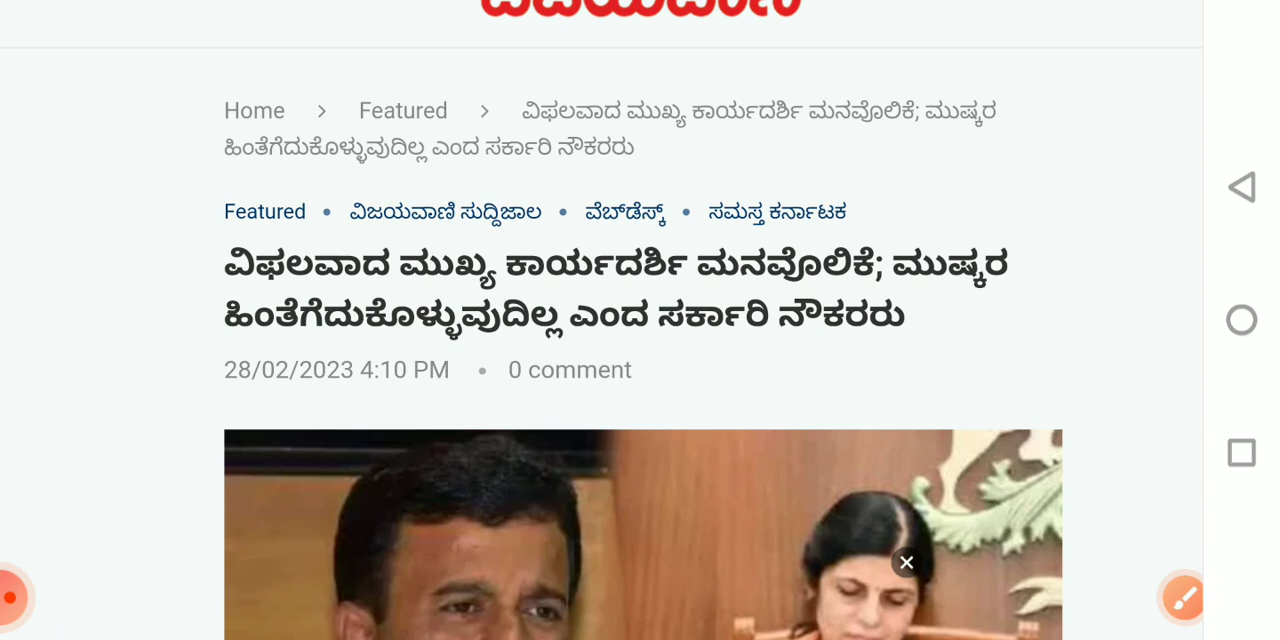 Home > Featured > ವಿಫಲವಾದ ಮುಖ್ಯ ಕಾರ್ಯದರ್ಶಿ ಮನವೊಲಿಕೆ; ಮುಷ್ಕರ
ಹಿಂತೆಗೆದುಕೊಳ್ಳುವುದಿಲ್ಲ ಎಂದ ಸರ್ಕಾರಿ ನೌಕರರು
Featured • ವಿಜಯವಾಣಿ ಸುದ್ದಿಜಾಲ • ವೆಬ್‌ಡೆಸ್ಕ್ • ಸಮಸ್ತ ಕರ್ನಾಟಕ
ವಿಫಲವಾದ ಮುಖ್ಯ ಕಾರ್ಯದರ್ಶಿ ಮನವೊಲಿಕೆ; ಮುಷ್ಕರ
ಹಿಂತೆಗೆದುಕೊಳ್ಳುವುದಿಲ್ಲ ಎಂದ ಸರ್ಕಾರಿ ನೌಕರರು
28/02/2023 4:10 PM • 0 comment